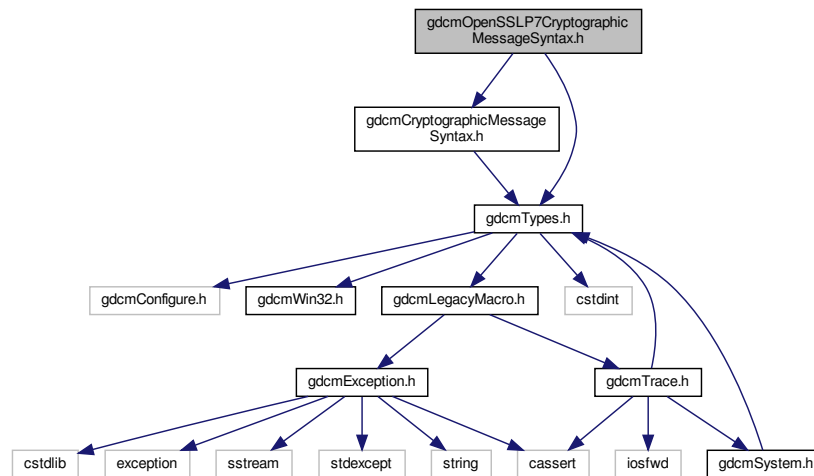 gdcmOpenSSLP7Cryptographic
MessageSyntax.h
gdcmCryptographicMessage
Syntax.h
gdcmTypes.h
gdcmConfigure.h
gdcmWin32.h
gdcmLegacyMacro.h
cstdint
gdcmException.h
gdcmTrace.h
cstdlib
exception
sstream
stdexcept
string
cassert
iosfwd
gdcmSystem.h